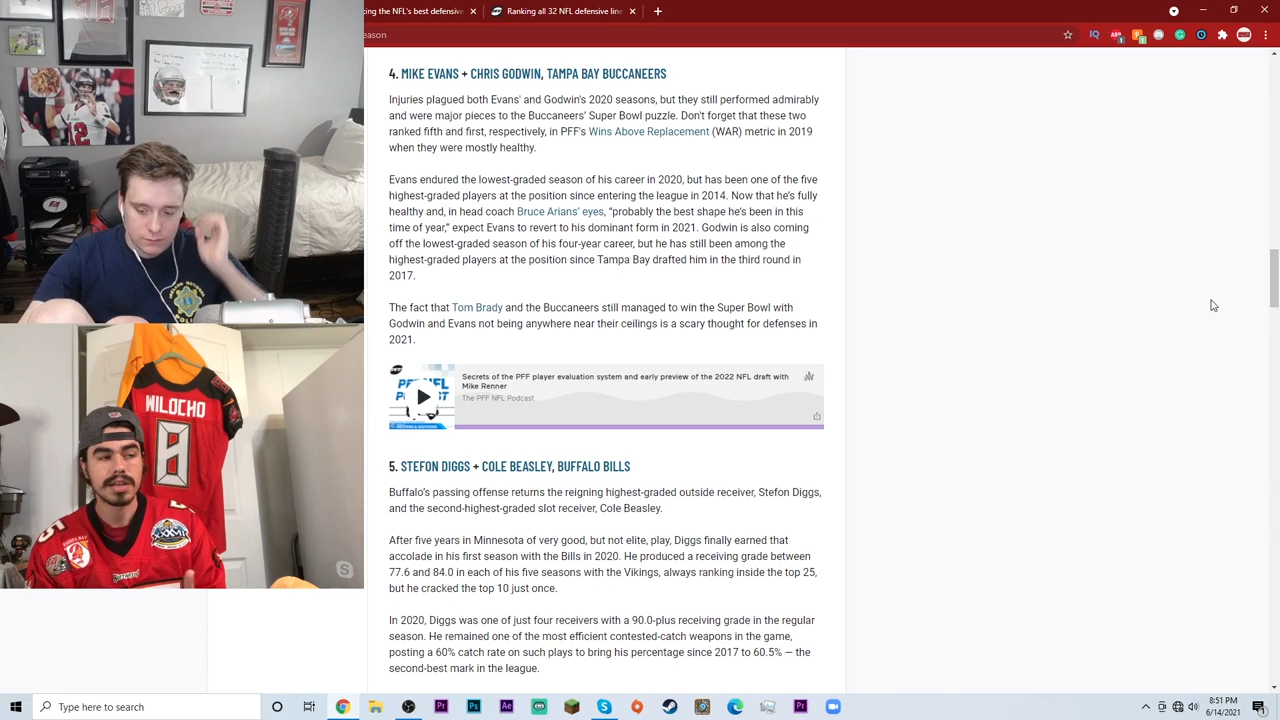 ing the NFL's best defensive
Ranking all 32 NFL defensive line
eason
4. MIKE EVANS + CHRIS GODWIN, TAMPA BAY BUCCANEERS
Injuries plagued both Evans' and Godwin's 2020 seasons, but they still performed admirably
and were major pieces to the Buccaneers' Super Bowl puzzle. Don't forget that these two
ranked fifth and first, respectively, in PFF's Wins Above Replacement (WAR) metric in 2019
when they were mostly healthy.
Evans endured the lowest-graded season of his career in 2020, but has been one of the five
highest-graded players at the position since entering the league in 2014. Now that he's fully
healthy and, in head coach Bruce Arians' eyes, “probably the best shape he's been in this
time of year,” expect Evans to revert to his dominant form in 2021. Godwin is also coming
off the lowest-graded season of his four-year career, but he has still been among the
highest-graded players at the position since Tampa Bay drafted him in the third round in
2017.
The fact that Tom Brady and the Buccaneers still managed to win the Super Bowl with
Godwin and Evans not being anywhere near their ceilings is a scary thought for defenses in
2021.
Secrets of the PFF player evaluation system and early preview of the 2022 NFL draft with
Mike Renner
The PFF NFL Podcast
5. STEFON DIGGS + COLE BEASLEY, BUFFALO BILLS
Buffalo's passing offense returns the reigning highest-graded outside receiver, Stefon Diggs,
and the second-highest-graded slot receiver, Cole Beasley.
After five years in Minnesota of very good, but not elite, play, Diggs finally earned that
accolade in his first season with the Bills in 2020. He produced a receiving grade between
77.6 and 84.0 in each of his five seasons with the Vikings, always ranking inside the top 25,
but he cracked the top 10 just once.
In 2020, Diggs was one of just four receivers with a 90.0-plus receiving grade in the regular
season. He remained one of the most efficient contested-catch weapons in the game,
posting a 60% catch rate on such plays to bring his percentage since 2017 to 60.5% — the
second-best mark in the league.
12
WILOCHO
8
TAMPA BAY
XXXVII
Type here to search
8:51 PM
6/14/2021